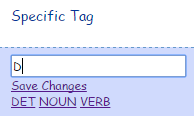 Specific Tag
D
Save Changes
DET NOUN VERB